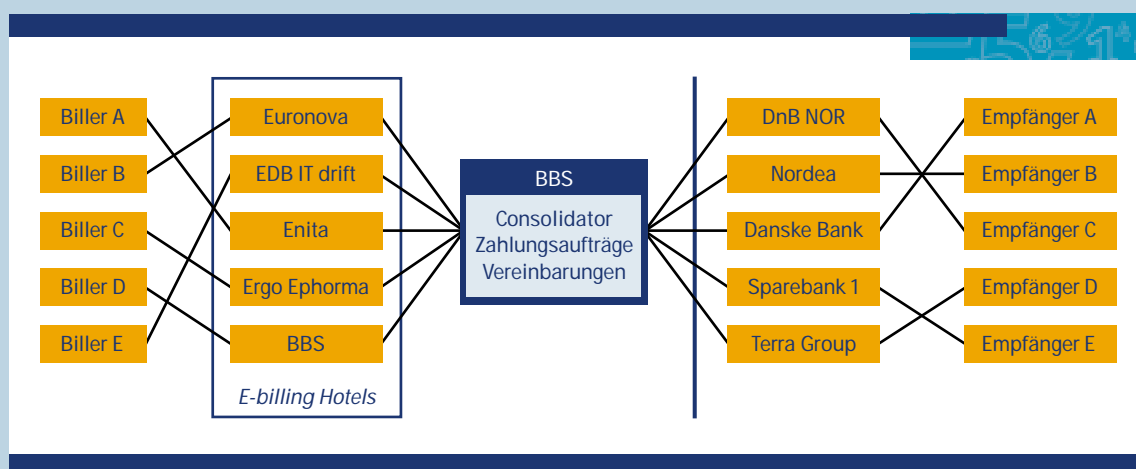 Biller A
Biller B
Biller C
Biller D
Biller E
Euronova
EDB IT drift
Enita
Ergo Ephorma
BBS
E-billing Hotels
BBS
Consolidator
Zahlungsaufträge
Vereinbarungen
DnB NOR
Nordea
Danske Bank
Sparebank 1
Terra Group
Empfänger A
Empfänger B
Empfänger C
Empfänger D
Empfänger E